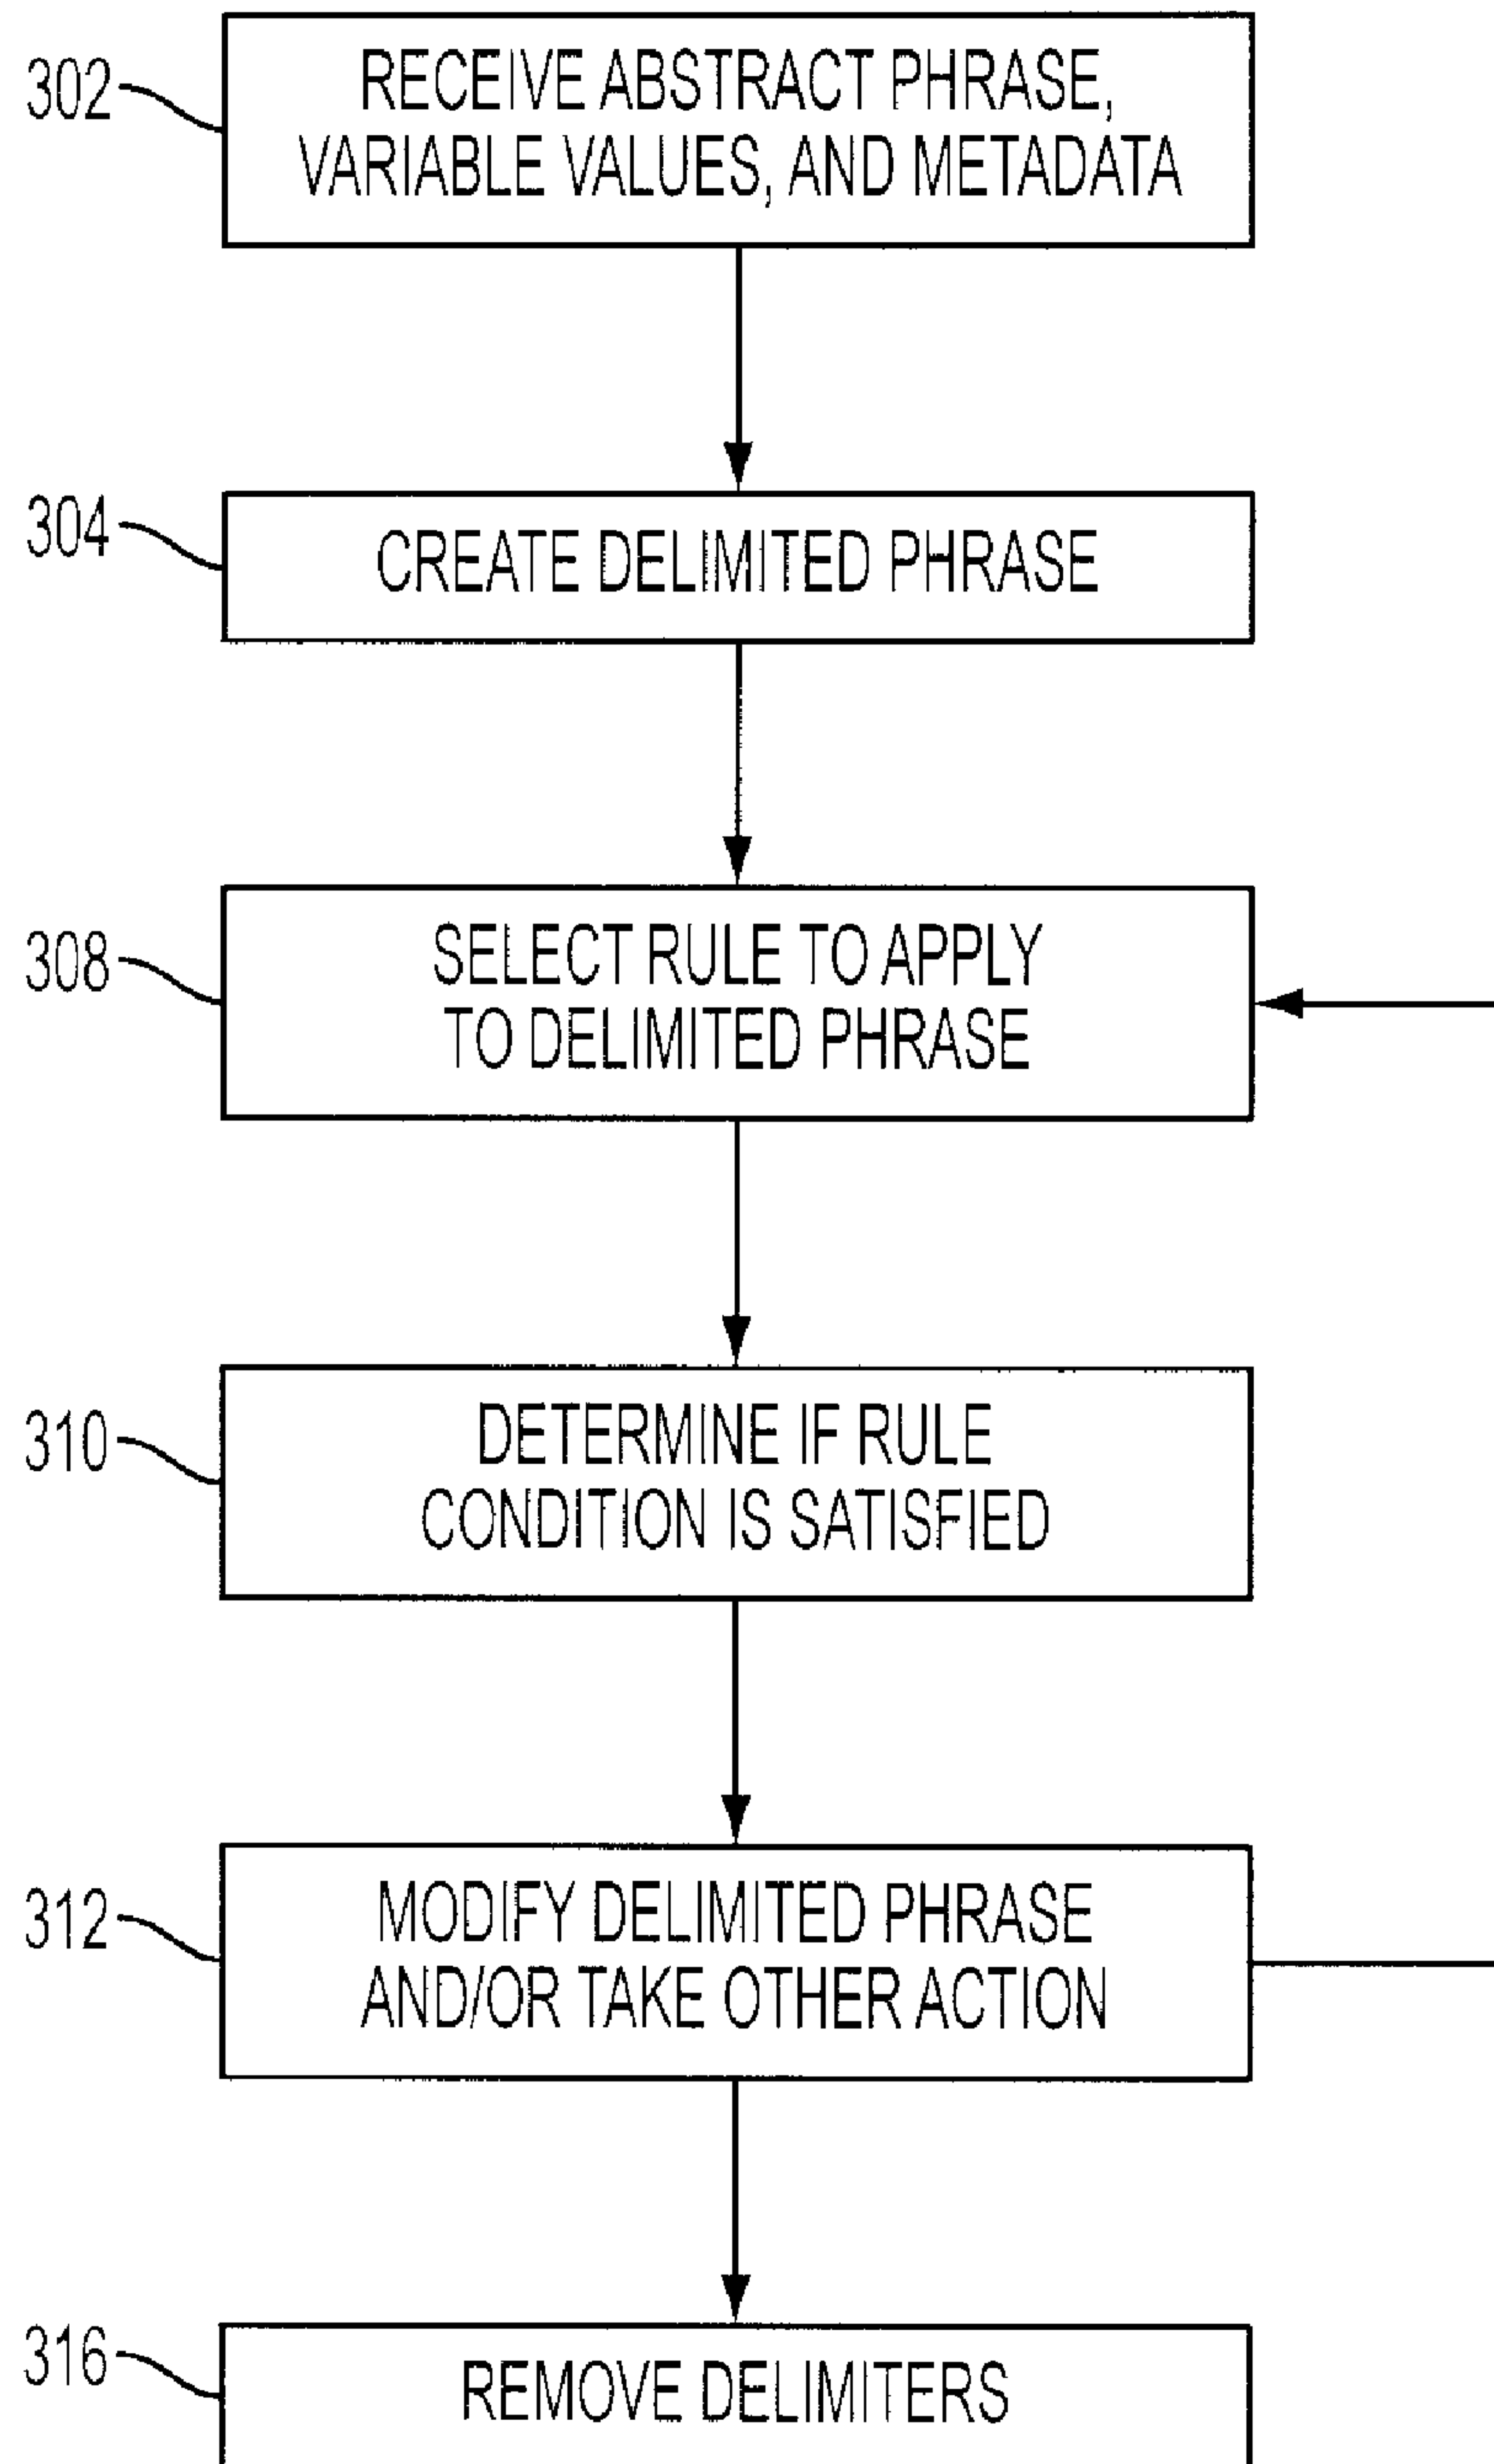 302
RECEIVE ABSTRACT PHRASE,
VARIABLE VALUES, AND METADATA
304
CREATE DELIMITED PHRASE
308
SELECT RULE TO APPLY
TO DELIMITED PHRASE
310
DETERMINE IF RULE
CONDITION IS SATISFIED
312
MODIFY DELIMITED PHRASE
AND/OR TAKE OTHER ACTION
316
REMOVE DELIMITERS